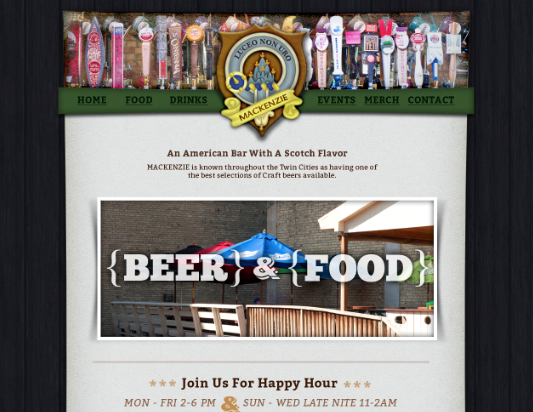 LUCEO NON URO
MACKENZIE
HOME FOOD DRINKS EVENTS MERCH CONTACT
An American Bar With A Scotch Flavor
MACKENZIE is known throughout the Twin Cities as having one of
the best selections of Craft beers available.
{BEER} & {FOOD}
Join Us For Happy Hour
MON - FRI 2-6 PM & SUN - WED LATE NITE 11-2AM